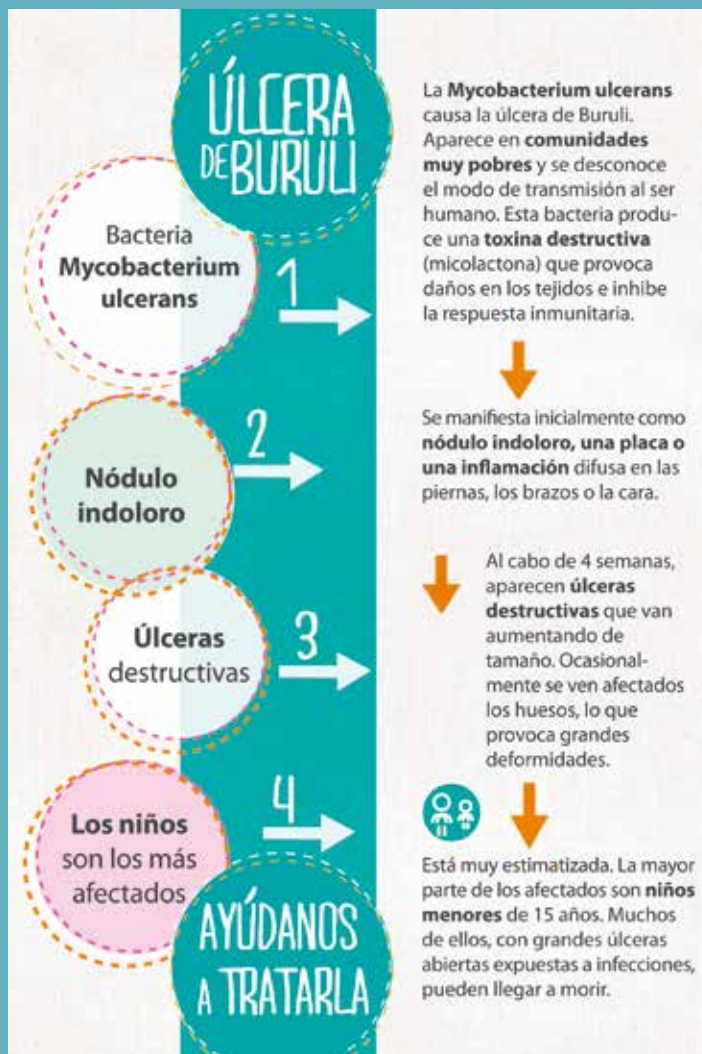 ÚLCERA
DE BURULI
Bacteria
Mycobacterium
ulcerans
1
La Mycobacterium ulcerans
causa la úlcera de Buruli.
Aparece en comunidades
muy pobres y se desconoce
el modo de transmisión al ser
humano. Esta bacteria produ-
ce una toxina destructiva
(micolactona) que provoca
daños en los tejidos e inhibe
la respuesta inmunitaria.
Nódulo
indoloro
2
Se manifiesta inicialmente como
nódulo indoloro, una placa o
una inflamación difusa en las
piernas, los brazos o la cara.
Úlceras
destructivas
3
Al cabo de 4 semanas,
aparecen úlceras
destructivas que van
aumentando de
tamaño. Ocasional-
mente se ven afectados
los huesos, lo que
provoca grandes
deformidades.
Los niños
son los más
afectados
4
Está muy estimatizada. La mayor
parte de los afectados son niños
menores de 15 años. Muchos
de ellos, con grandes úlceras
abiertas expuestas a infecciones,
pueden llegar a morir.
AYÚDANOS
A TRATARLA